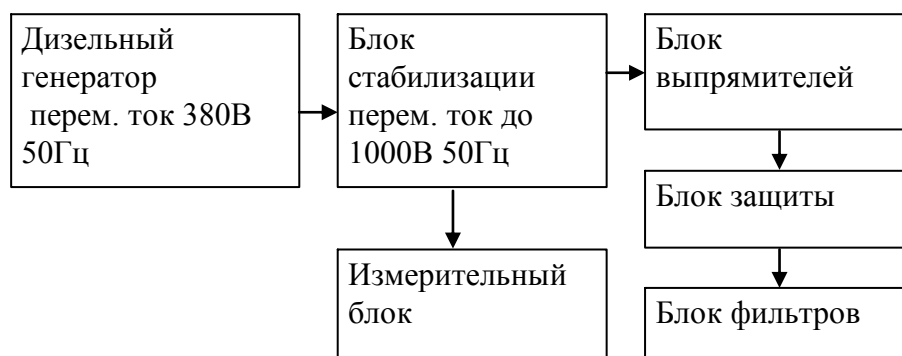 Дизельный
генератор
перем. ток 380В
50Гц
Блок
стабилизации
перем. ток до
1000В 50Гц
Блок
выпрямителей
Блок защиты
Измерительный
блок
Блок фильтров